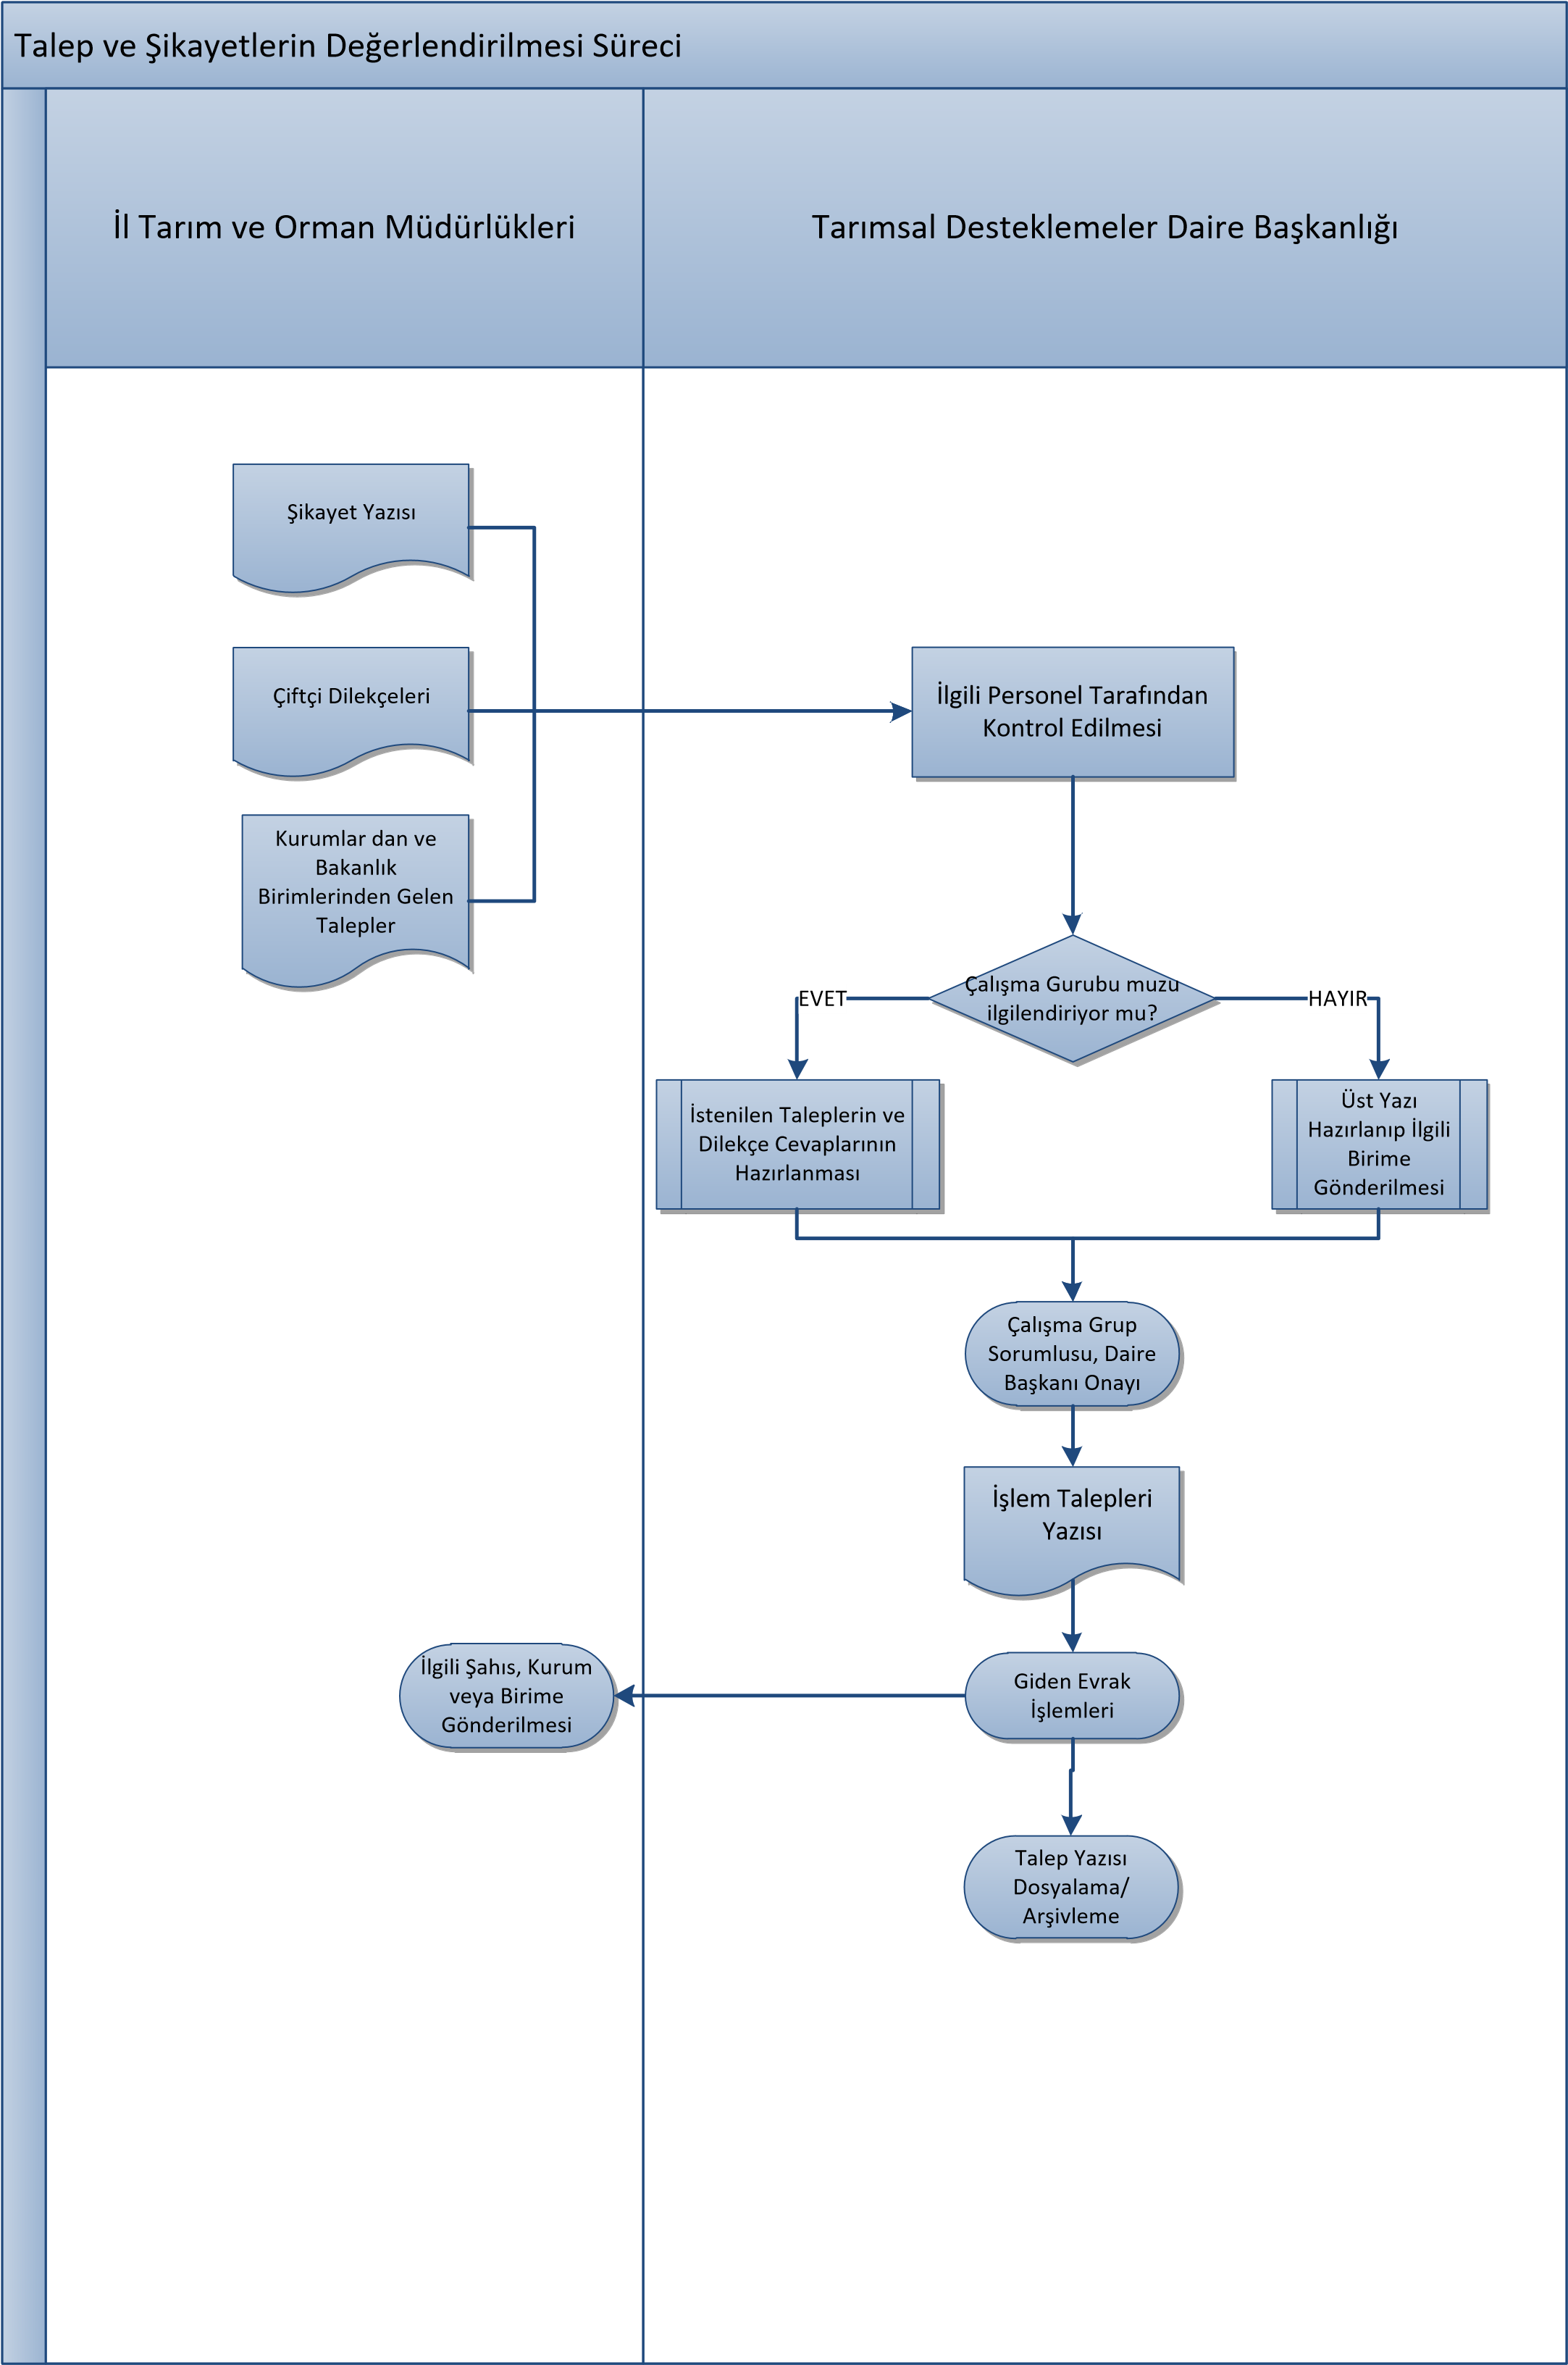 Talep ve Şikayetlerin Değerlendirilmesi Süreci
İl Tarım ve Orman Müdürlükleri
Tarımsal Desteklemeler Daire Başkanlığı
Şikayet Yazısı
Çiftçi Dilekçeleri
Kurumlar dan ve
Bakanlık
Birimlerinden Gelen
Talepler
İlgili Personel Tarafından
Kontrol Edilmesi
Çalışma Gurubu muzu
ilgilendiriyor mu?
EVET
HAYIR
İstenilen Taleplerin ve
Dilekçe Cevaplarının
Hazırlanması
Üst Yazı
Hazırlanıp İlgili
Birime
Gönderilmesi
Çalışma Grup
Sorumlusu, Daire
Başkanı Onayı
İşlem Talepleri
Yazısı
İlgili Şahıs, Kurum
veya Birime
Gönderilmesi
Giden Evrak
İşlemleri
Talep Yazısı
Dosyalama/
Arşivleme